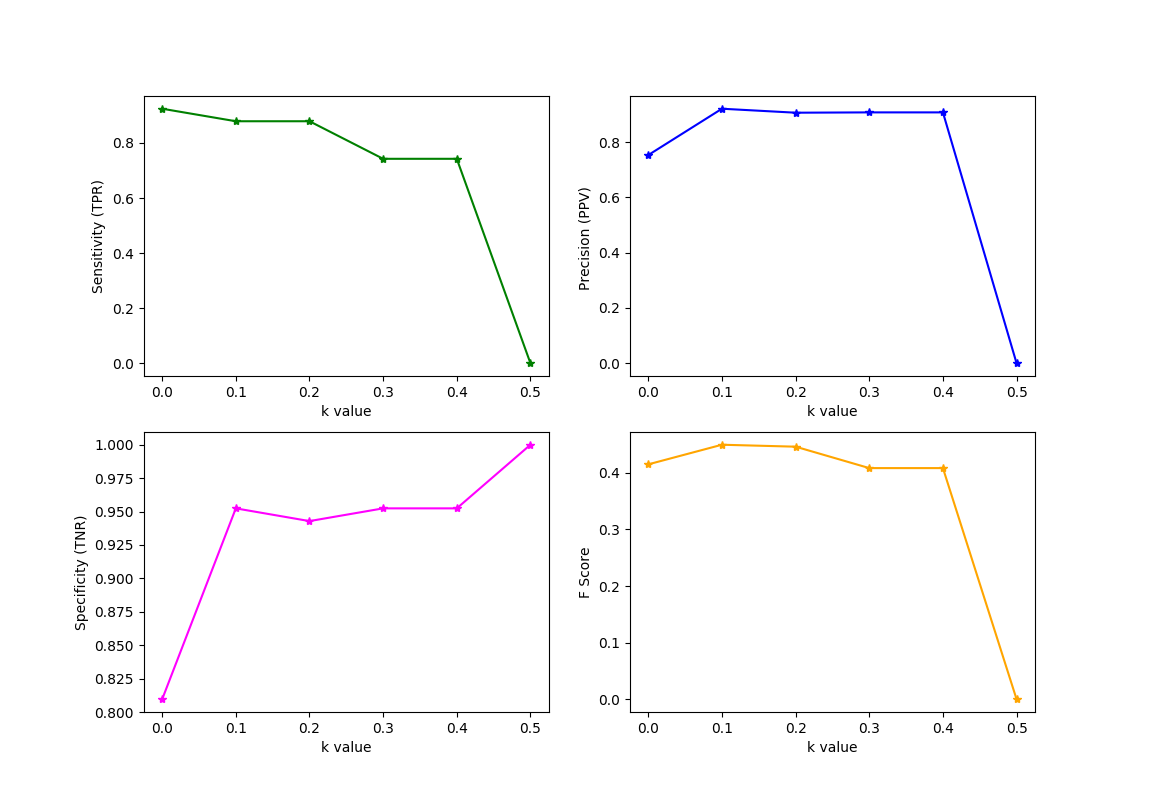 0.8
0.6
0.4
0.2
0.0
Sensitivity (TPR)
0.0 0.1 0.2 0.3 0.4 0.5
k value
0.8
0.6
0.4
0.2
0.0
Precision (PPV)
0.0 0.1 0.2 0.3 0.4 0.5
k value
1.000
0.975
0.950
0.925
0.900
0.875
0.850
0.825
0.800
Specificity (TNR)
0.0 0.1 0.2 0.3 0.4 0.5
k value
0.4
0.3
0.2
0.1
0.0
F Score
0.0 0.1 0.2 0.3 0.4 0.5
k value